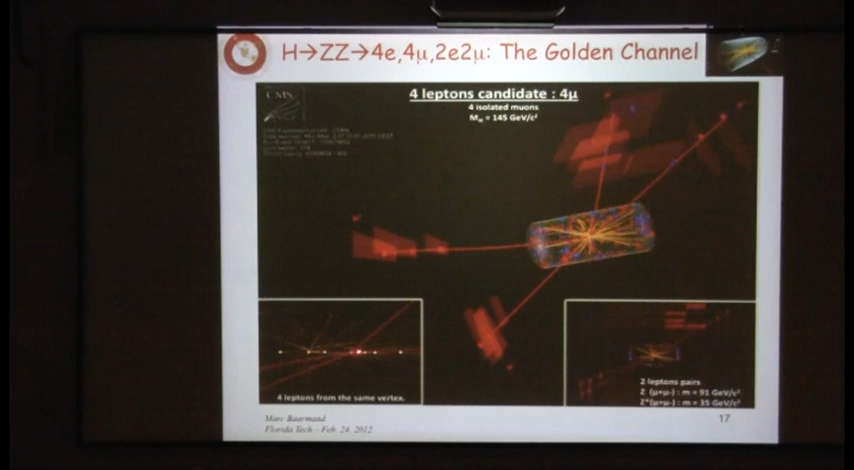 H→ZZ→4e,4μ,2e2μ: The Golden Channel
CMS
4 leptons candidate : 4μ
4 isolated muons
M₄ₗ = 145 GeV/c²
4 leptons from the same vertex.
2 leptons pairs
Z (μ+μ-) : m = 91 GeV/c²
Z*(μ+μ-) : m = 35 GeV/c²
Marc Baarmand
Florida Tech – Feb. 24, 2012
17